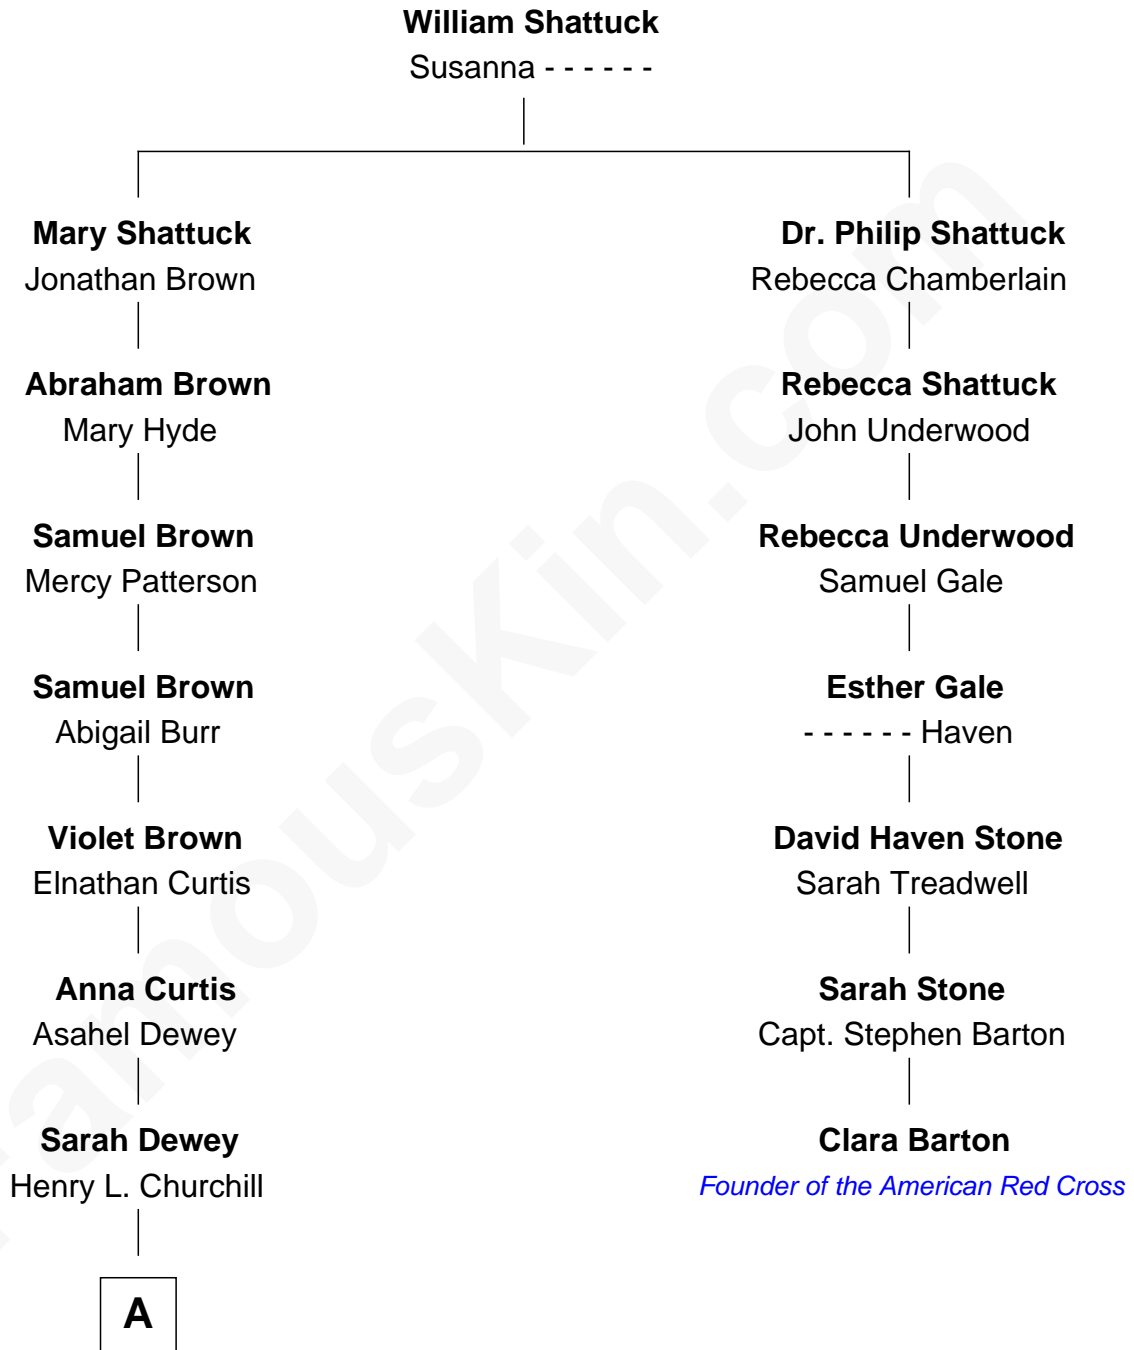 William Shattuck
Susanna - - - - - -
Mary Shattuck
Jonathan Brown
Dr. Philip Shattuck
Rebecca Chamberlain
Abraham Brown
Mary Hyde
Rebecca Shattuck
John Underwood
Samuel Brown
Mercy Patterson
Rebecca Underwood
Samuel Gale
Samuel Brown
Abigail Burr
Esther Gale
- - - - - - Haven
Violet Brown
Elnathan Curtis
David Haven Stone
Sarah Treadwell
Anna Curtis
Asahel Dewey
Sarah Stone
Capt. Stephen Barton
Sarah Dewey
Henry L. Churchill
Clara Barton
Founder of the American Red Cross
A
FamousKin.com